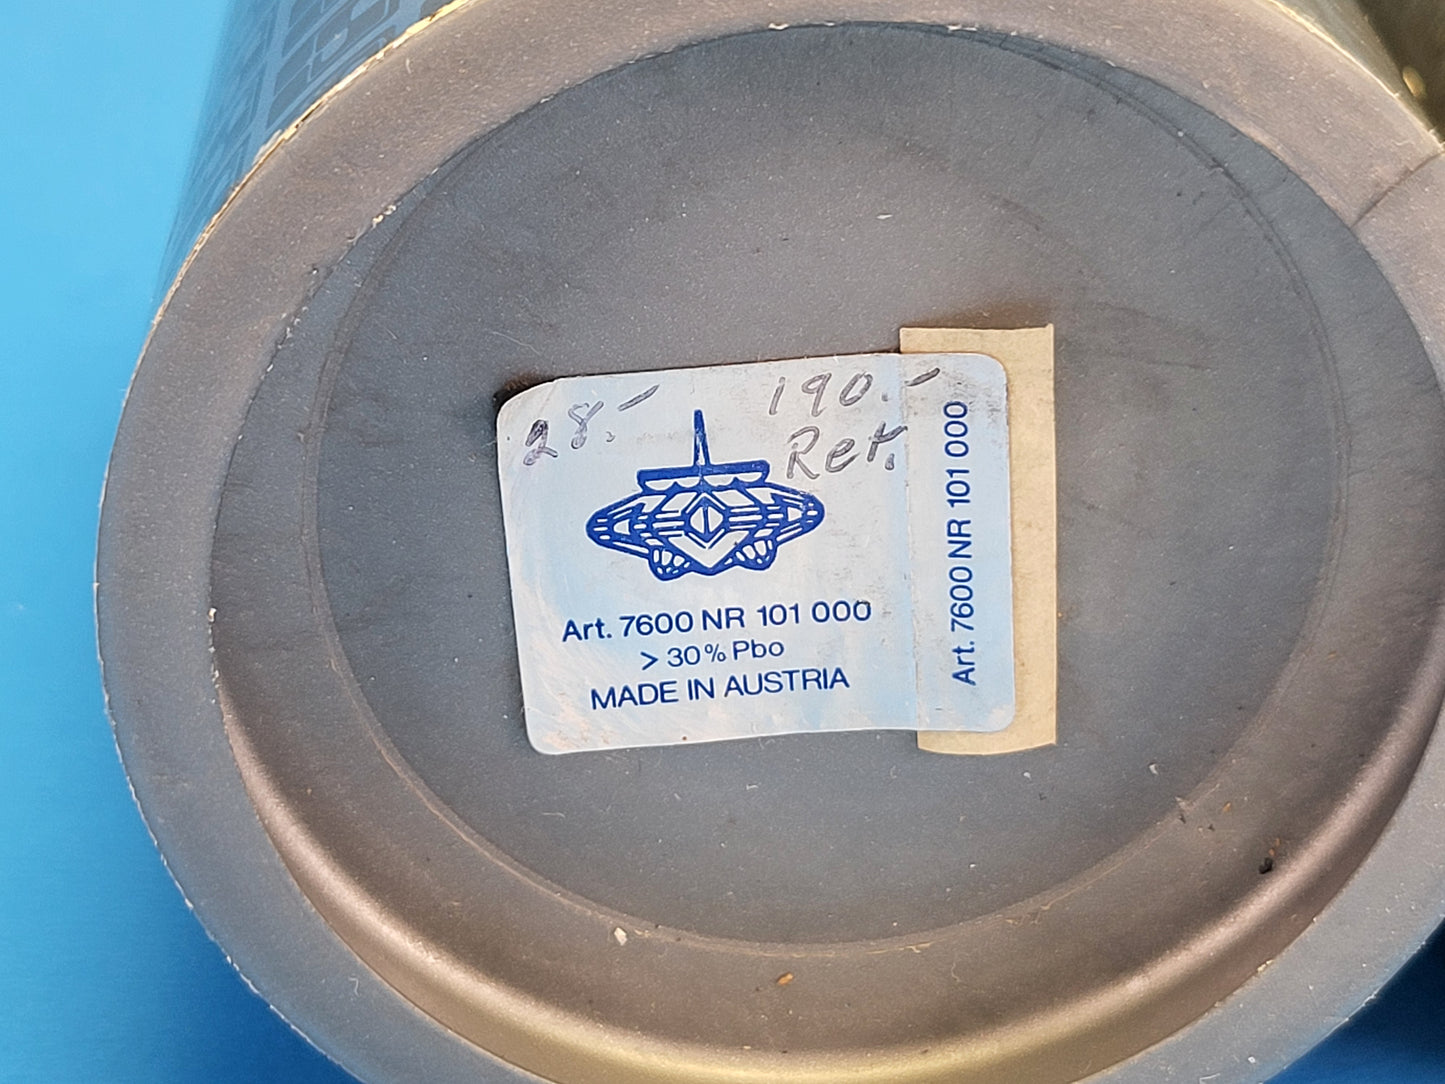 28.- 190.-
Ret.
Art. 7600 NR 101 000
> 30% Pbo
MADE IN AUSTRIA
Art. 7600 NR 101 000